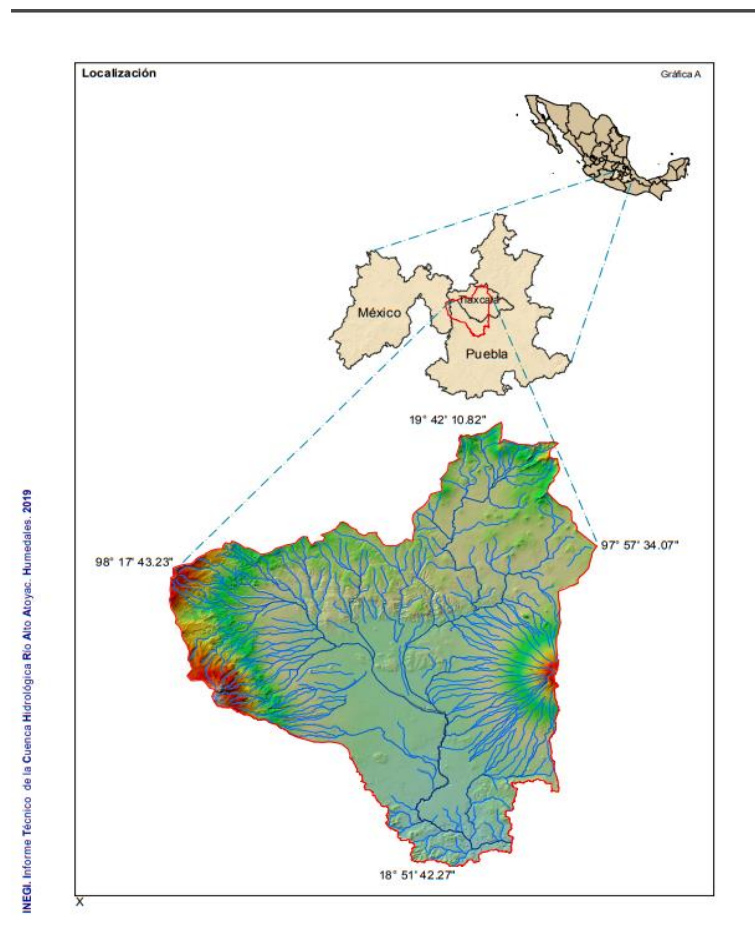 Localización
Gráfica A
México
Tlaxcala
Puebla
19° 42' 10.82"
97° 57' 34.07"
98° 17' 43.23"
18° 51' 42.27"
INEGI. Informe Técnico de la Cuenca Hidrológica Río Alto Atoyac. Humedales. 2019
X